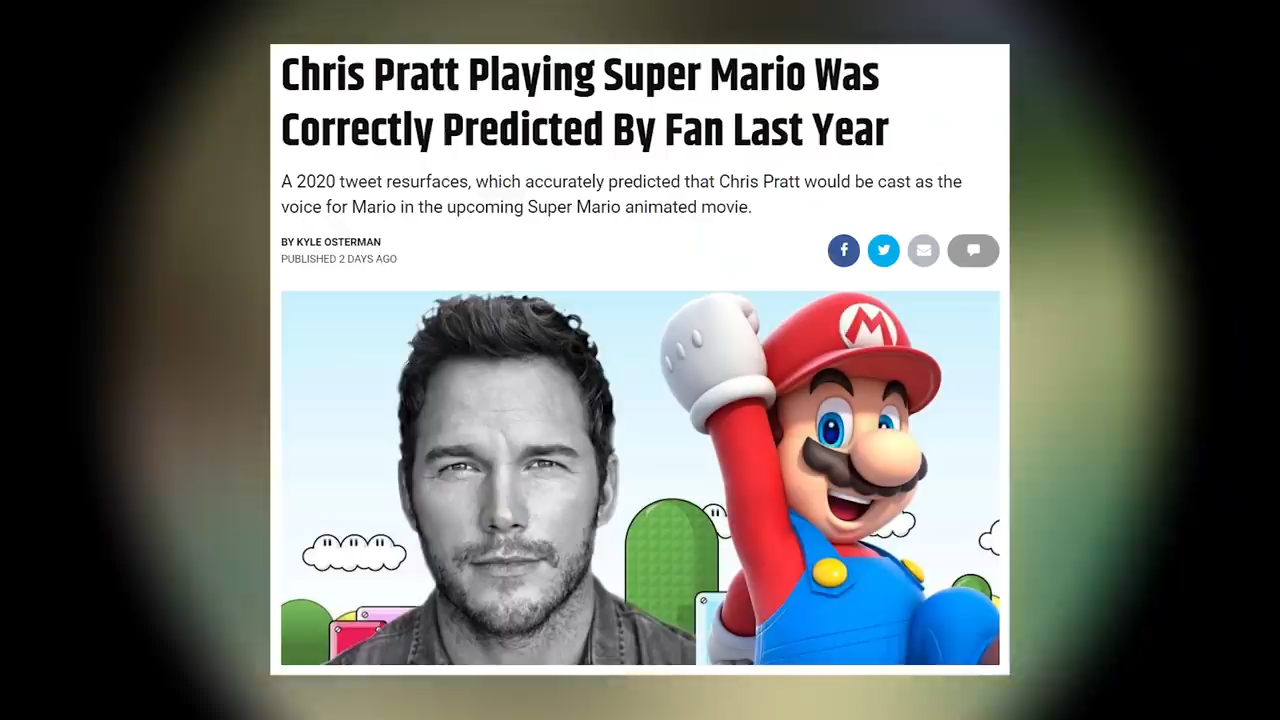 Chris Pratt Playing Super Mario Was
Correctly Predicted By Fan Last Year
A 2020 tweet resurfaces, which accurately predicted that Chris Pratt would be cast as the
voice for Mario in the upcoming Super Mario animated movie.
BY KYLE OSTERMAN
PUBLISHED 2 DAYS AGO
f
M